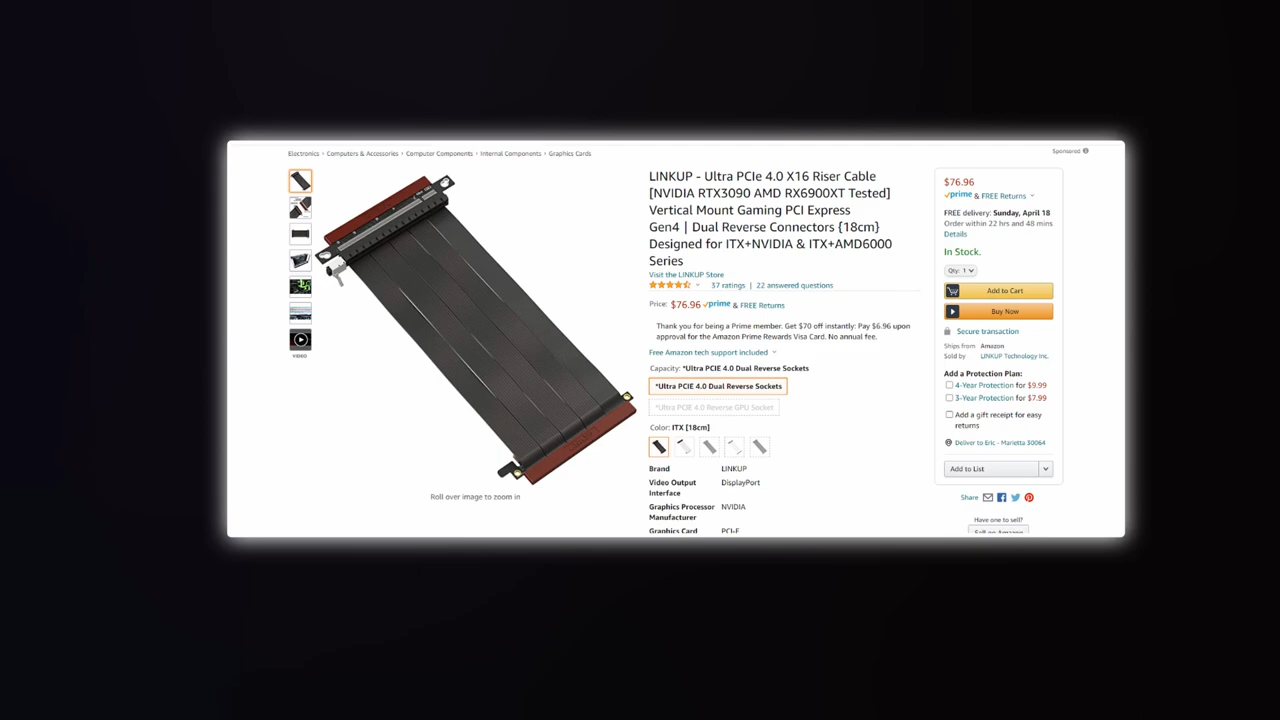 Electronics › Computers & Accessories › Computer Components › Internal Components › Graphics Cards
Sponsored
VIDEO
Roll over image to zoom in
LINKUP - Ultra PCIe 4.0 X16 Riser Cable
[NVIDIA RTX3090 AMD RX6900XT Tested]
Vertical Mount Gaming PCI Express
Gen4 | Dual Reverse Connectors {18cm}
Designed for ITX+NVIDIA & ITX+AMD6000
Series
Visit the LINKUP Store
37 ratings | 22 answered questions
Price: $76.96 prime & FREE Returns
Thank you for being a Prime member. Get $70 off instantly: Pay $6.96 upon
approval for the Amazon Prime Rewards Visa Card. No annual fee.
Free Amazon tech support included
Capacity: *Ultra PCIE 4.0 Dual Reverse Sockets
*Ultra PCIE 4.0 Dual Reverse Sockets
*Ultra PCIE 4.0 Reverse GPU Socket
Color: ITX [18cm]
Brand LINKUP
Video Output DisplayPort
Interface
Graphics Processor NVIDIA
Manufacturer
Graphics Card PCI-E
$76.96
prime & FREE Returns
FREE delivery: Sunday, April 18
Order within 22 hrs and 48 mins
Details
In Stock.
Qty: 1
Add to Cart
Buy Now
Secure transaction
Ships from Amazon
Sold by LINKUP Technology Inc.
Add a Protection Plan:
4-Year Protection for $9.99
3-Year Protection for $7.99
Add a gift receipt for easy
returns
Deliver to Eric - Marietta 30064
Add to List
Share
Have one to sell?
Sell on Amazon